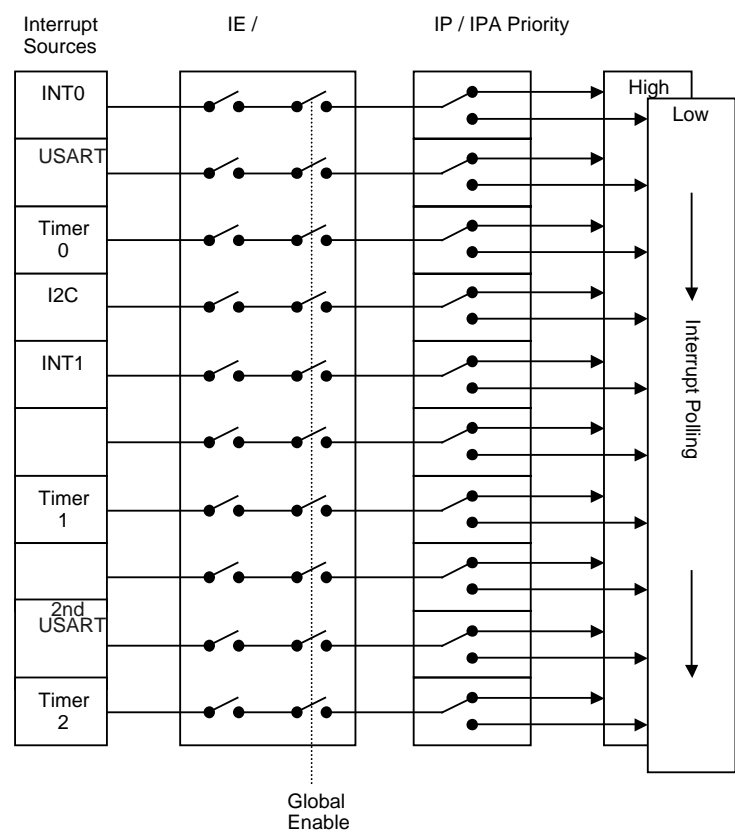 Interrupt
Sources
IE /
IP / IPA Priority
INT0
High
Low
USART
Timer
0
I2C
INT1
Interrupt Polling
Timer
1
2nd
USART
Timer
2
Global
Enable